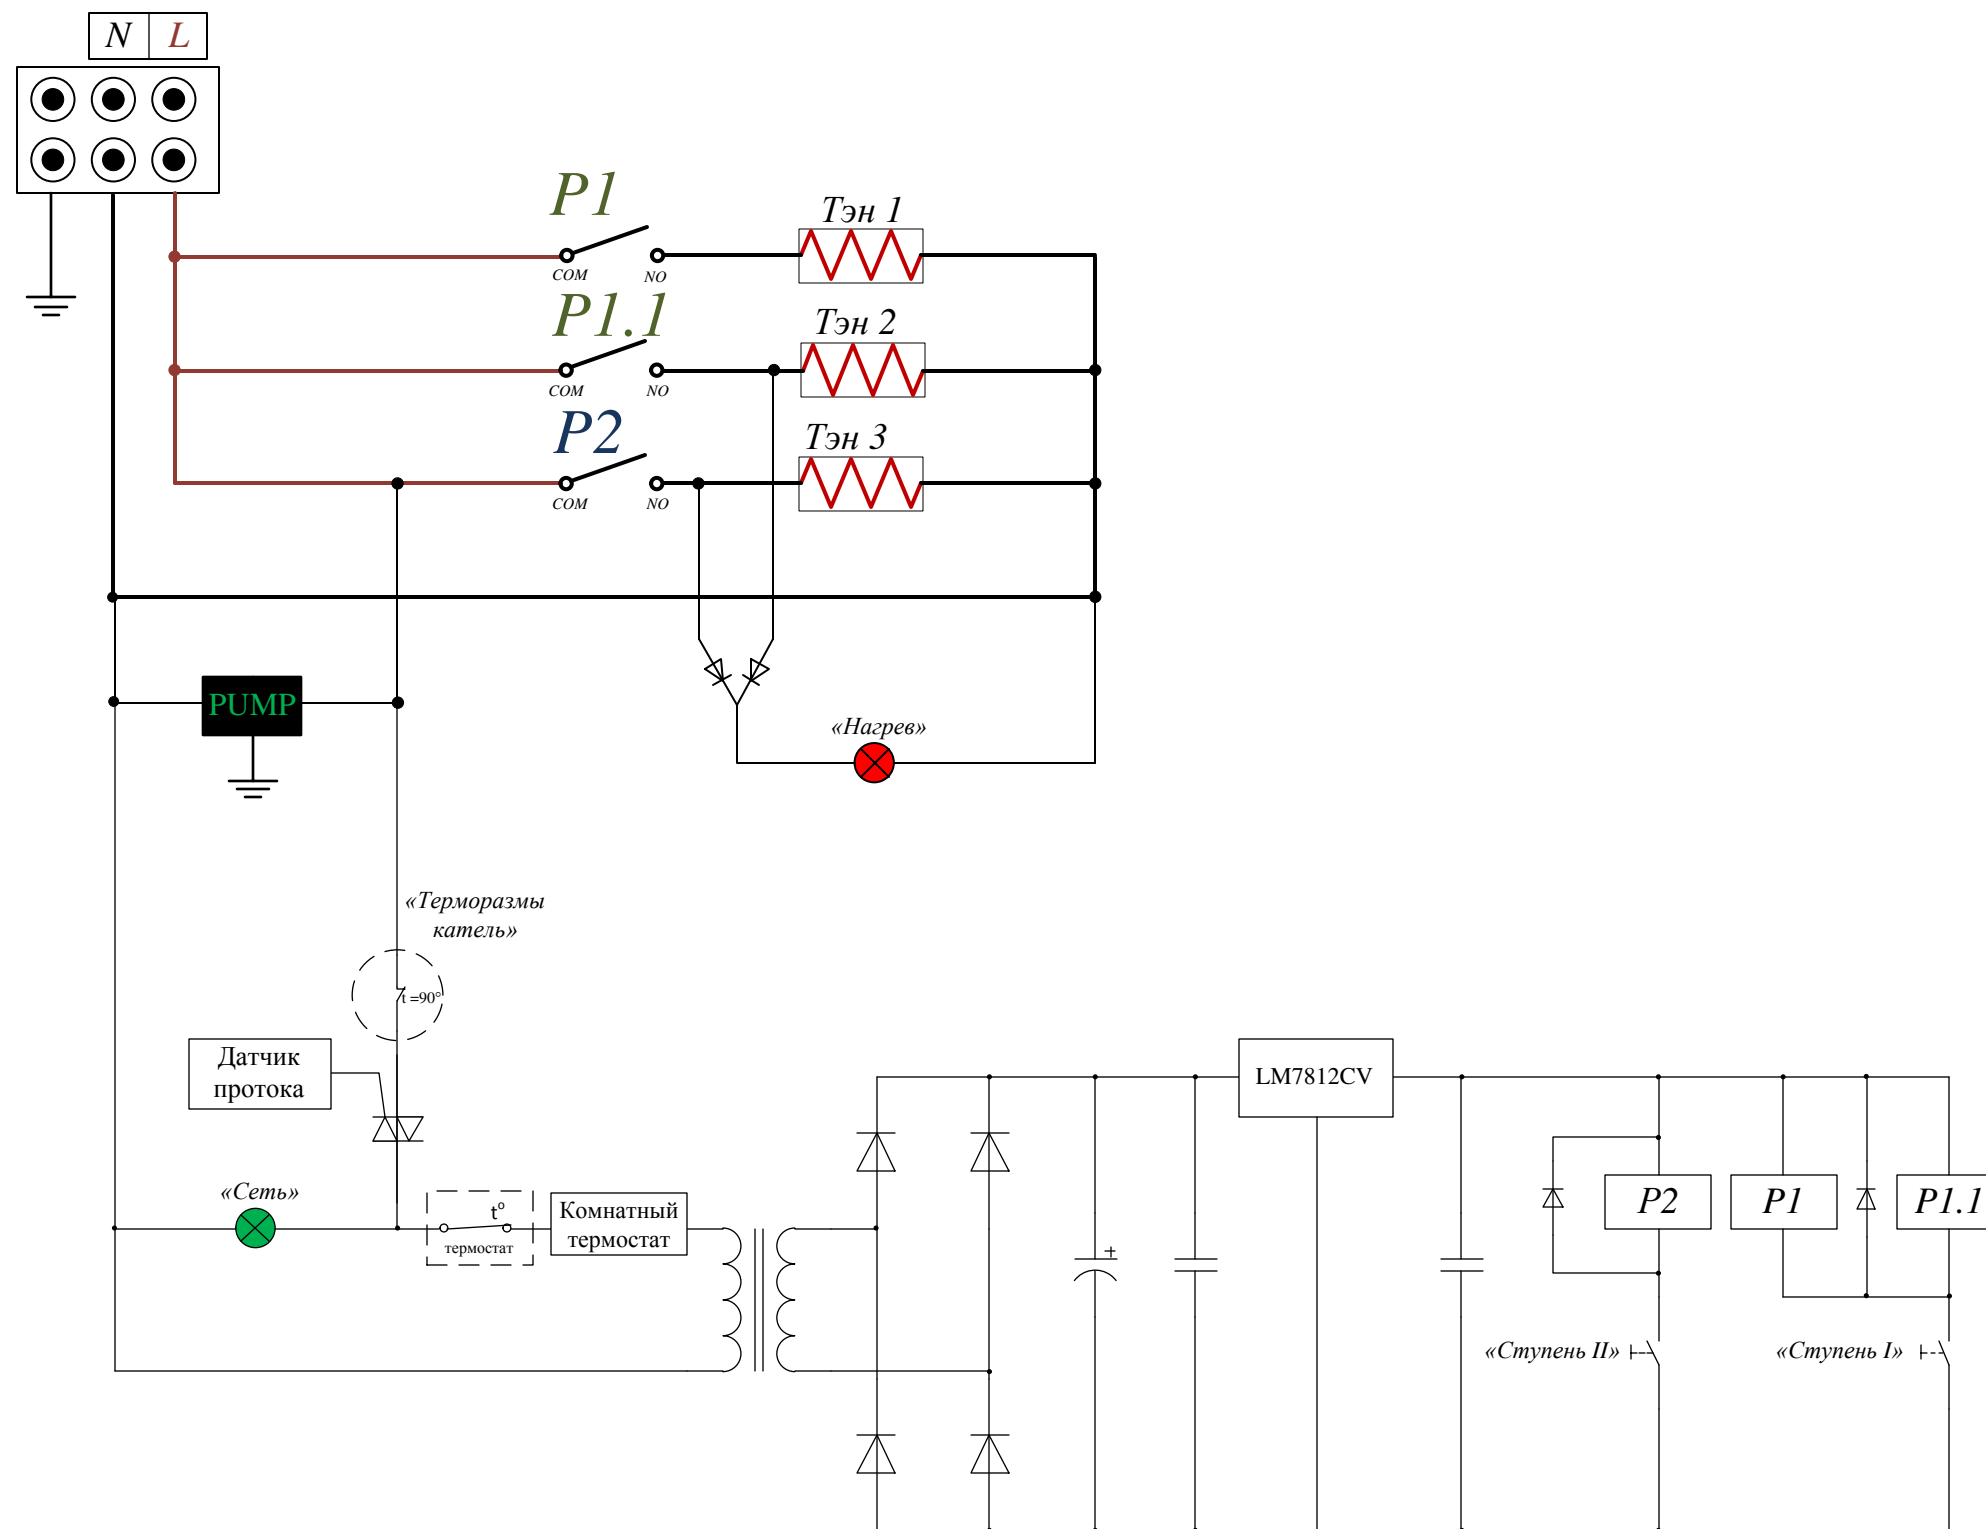 N L
P1
Тэн 1
COM
NO
P1.1
Тэн 2
COM
NO
P2
Тэн 3
COM
NO
PUMP
«Нагрев»
«Терморазмы
катель»
t =90°
Датчик
протока
LM7812CV
«Сеть»
t°
термостат
Комнатный
термостат
+
P2
P1
P1.1
«Ступень II»
«Ступень I»